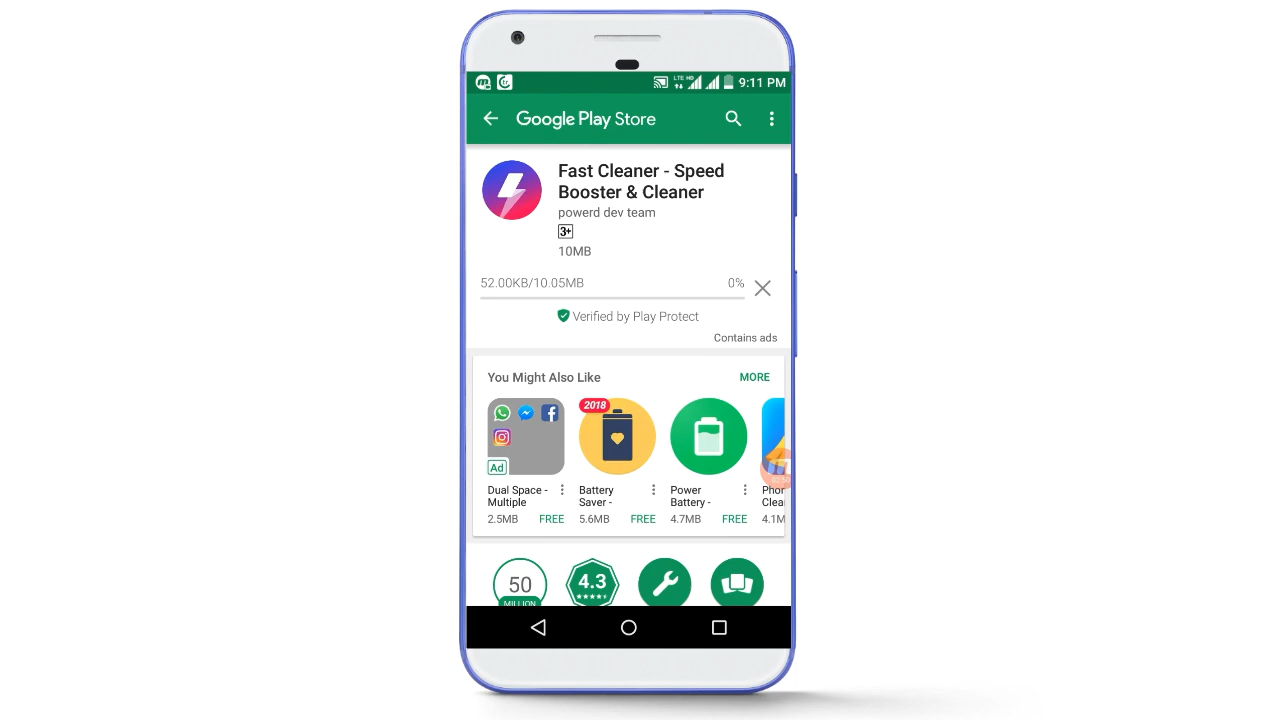 LTE HD 9:11 PM
Google Play Store
Fast Cleaner - Speed
Booster & Cleaner
powerd dev team
3+
10MB
52.00KB/10.05MB 0%
Verified by Play Protect
Contains ads
You Might Also Like MORE
2018
Ad
Dual Space -
Multiple
2.5MB FREE
Battery
Saver -
5.6MB FREE
Power
Battery -
4.7MB FREE
Phor
Clea
4.1M
50
MILLION
4.3